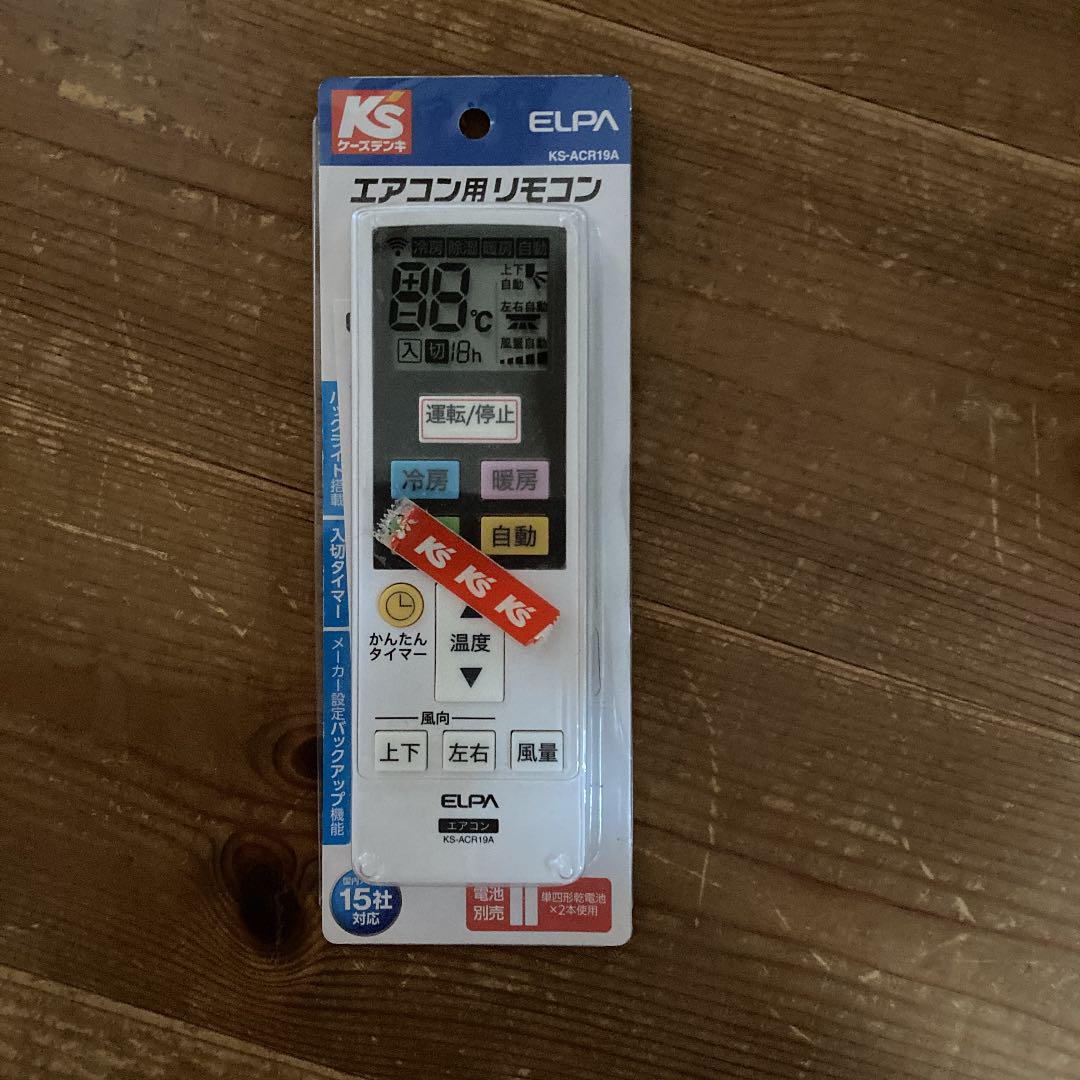 K's
ケーズデンキ
ELPA
KS-ACR19A
エアコン用リモコン
冷房 除湿 暖房 自動
88℃
上下
自動
左右自動
風量自動
入 切 18h
運転/停止
冷房
暖房
自動
K's K's K's
かんたん
タイマー
温度
風向
上下
左右
風量
ELPA
エアコン
KS-ACR19A
バックライト搭載
入切タイマー
メーカー設定バックアップ機能
国内
15社
対応
電池
別売
単四形乾電池
×2本使用